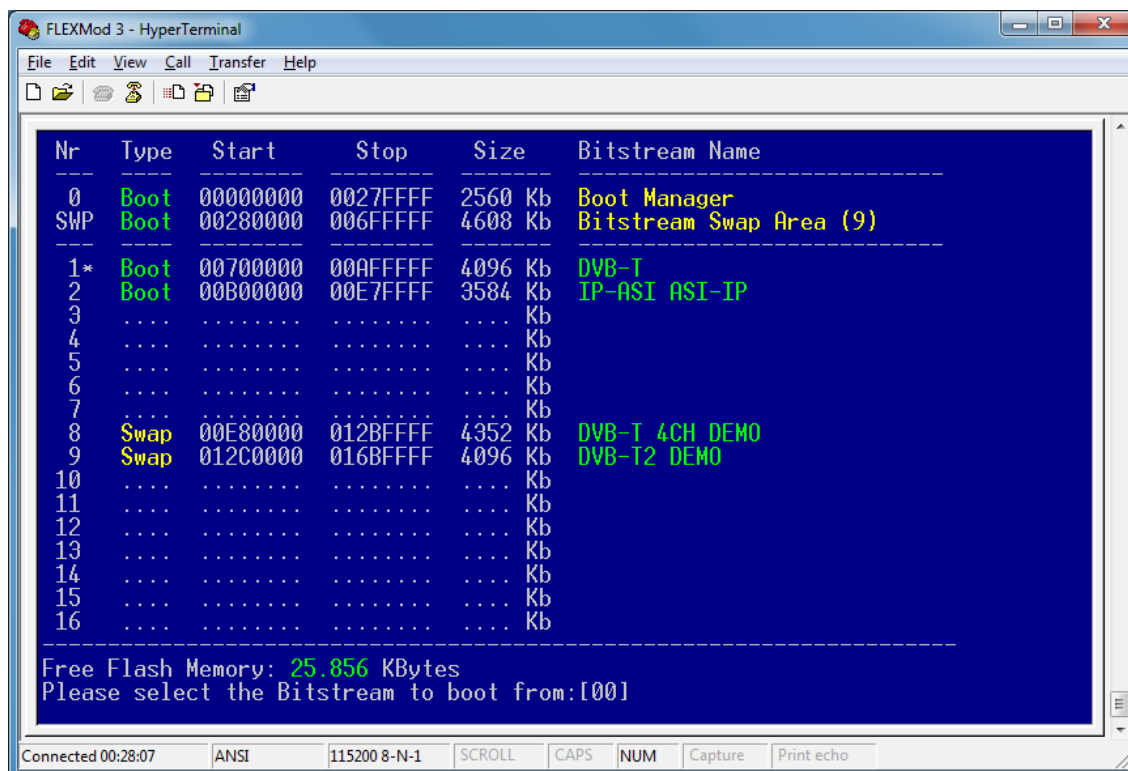 FLEXMod 3 - HyperTerminal
File Edit View Call Transfer Help
Nr Type Start Stop Size Bitstream Name
--- ---- -------- -------- ------- ----------------------------
0 Boot 00000000 0027FFFF 2560 Kb Boot Manager
SWP Boot 00280000 006FFFFF 4608 Kb Bitstream Swap Area (9)
--- ---- -------- -------- ------- ----------------------------
1* Boot 00700000 00AFFFFF 4096 Kb DVB-T
2 Boot 00B00000 00E7FFFF 3584 Kb IP-ASI ASI-IP
3 .... ........ ........ .... Kb
4 .... ........ ........ .... Kb
5 .... ........ ........ .... Kb
6 .... ........ ........ .... Kb
7 .... ........ ........ .... Kb
8 Swap 00E80000 012BFFFF 4352 Kb DVB-T 4CH DEMO
9 Swap 012C0000 016BFFFF 4096 Kb DVB-T2 DEMO
10 .... ........ ........ .... Kb
11 .... ........ ........ .... Kb
12 .... ........ ........ .... Kb
13 .... ........ ........ .... Kb
14 .... ........ ........ .... Kb
15 .... ........ ........ .... Kb
16 .... ........ ........ .... Kb
----------------------------------------------------------------------
Free Flash Memory: 25.856 KBytes
Please select the Bitstream to boot from:[00]
Connected 00:28:07 ANSI 115200 8-N-1 SCROLL CAPS NUM Capture Print echo